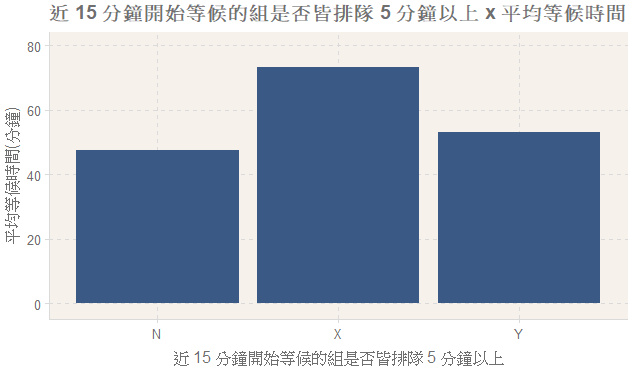 近 15 分鐘開始等候的組是否皆排隊 5 分鐘以上 x 平均等候時間
平均等候時間(分鐘)
80
60
40
20
0
N X Y
近 15 分鐘開始等候的組是否皆排隊 5 分鐘以上